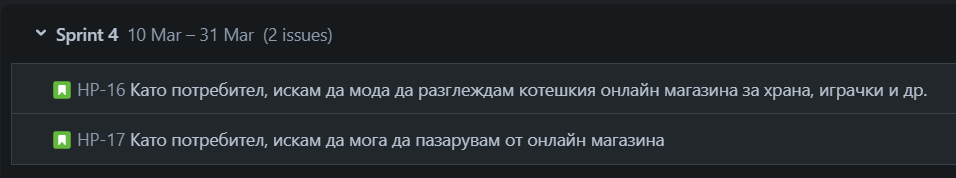 Sprint 4 10 Mar – 31 Mar (2 issues)
HP-16 Като потребител, искам да мода да разглеждам котешкия онлайн магазина за храна, играчки и др.
HP-17 Като потребител, искам да мога да пазарувам от онлайн магазина